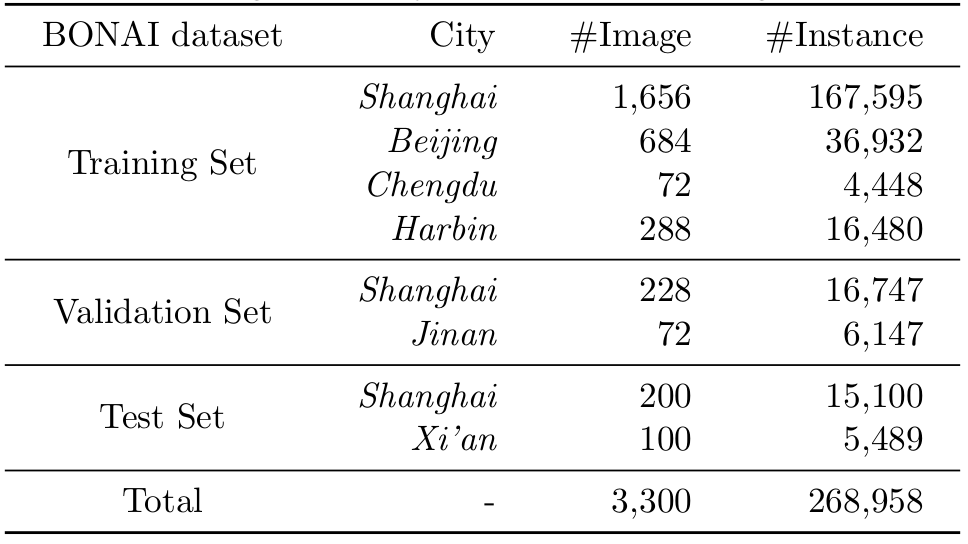 BONAI dataset City #Image #Instance
Training Set
Shanghai 1,656 167,595
Beijing 684 36,932
Chengdu 72 4,448
Harbin 288 16,480
Validation Set
Shanghai 228 16,747
Jinan 72 6,147
Test Set
Shanghai 200 15,100
Xi'an 100 5,489
Total - 3,300 268,958